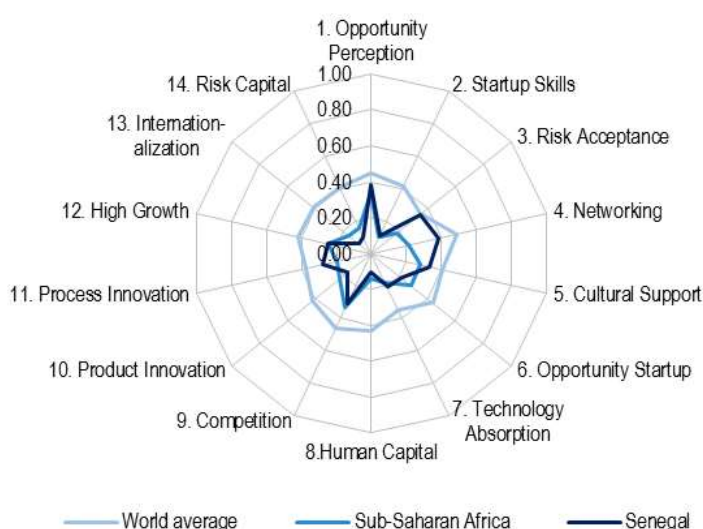 1. Opportunity
Perception
1.00
14. Risk Capital
2. Startup Skills
0.80
13. Internation-
alization
3. Risk Acceptance
0.60
0.40
12. High Growth
4. Networking
0.20
0.00
11. Process Innovation
5. Cultural Support
10. Product Innovation
6. Opportunity Startup
9. Competition
7. Technology
Absorption
8.Human Capital
World average
Sub-Saharan Africa
Senegal